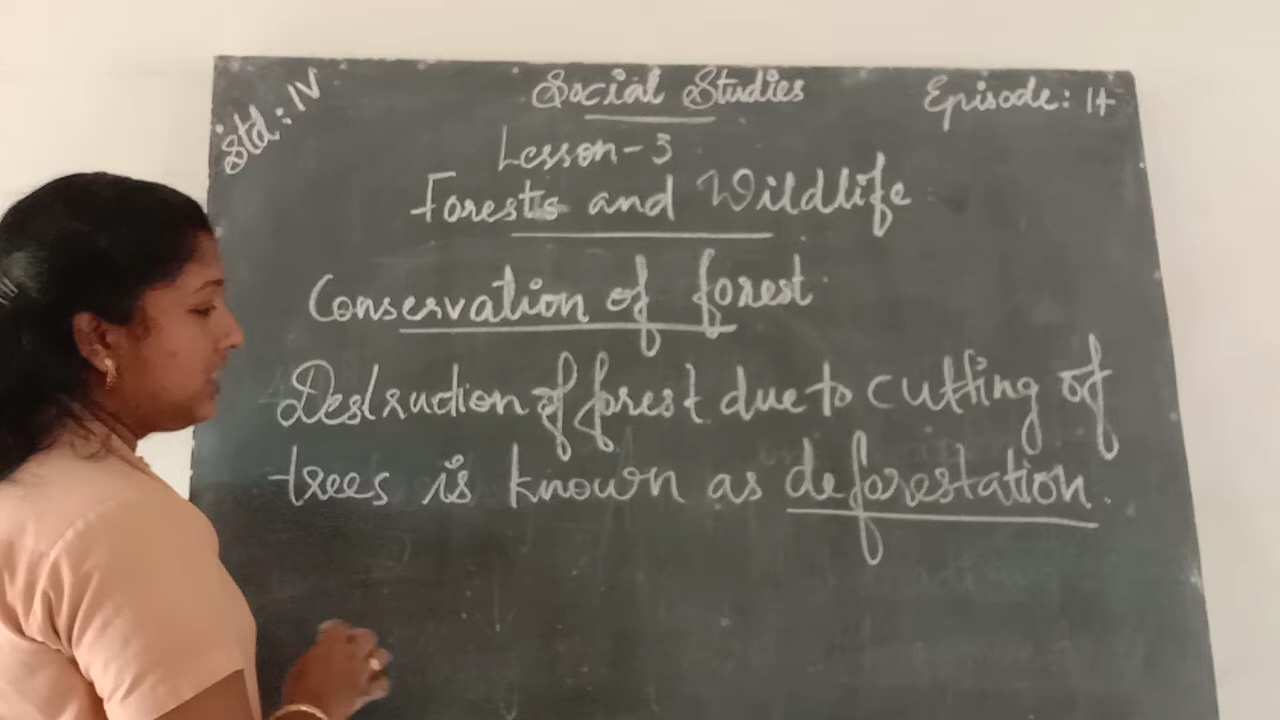 Std: IV
Social Studies
Episode: 14
Lesson-3
Forests and Wildlife
Conservation of forest
Destruction of forest due to cutting of
trees is known as deforestation.